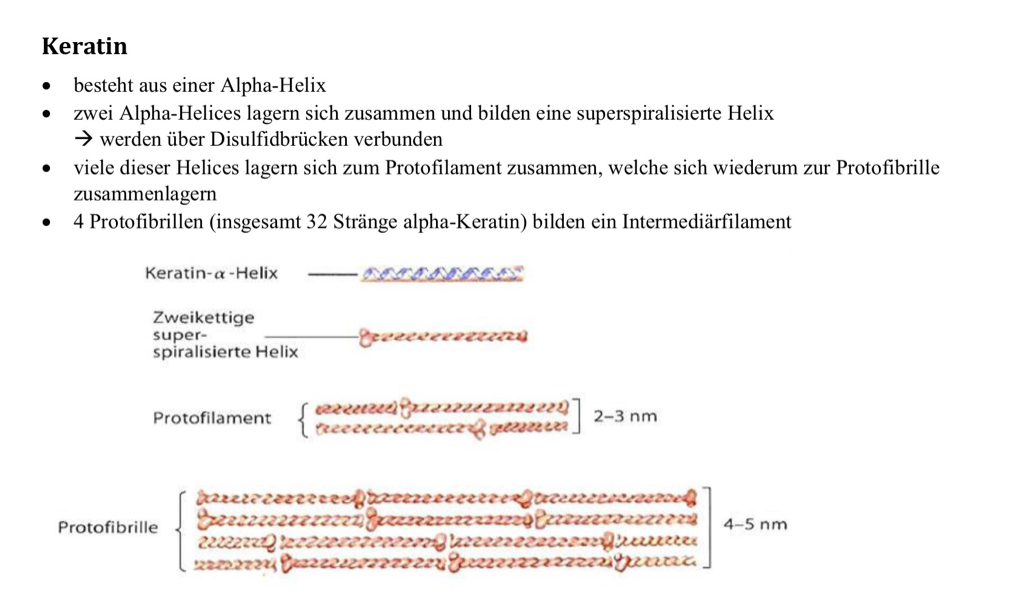 Keratin
• besteht aus einer Alpha-Helix
• zwei Alpha-Helices lagern sich zusammen und bilden eine superspiralisierte Helix
→ werden über Disulfidbrücken verbunden
• viele dieser Helices lagern sich zum Protofilament zusammen, welche sich wiederum zur Protofibrille
zusammenlagern
• 4 Protofibrillen (insgesamt 32 Stränge alpha-Keratin) bilden ein Intermediärfilament
Keratin-α-Helix
Zweikettige
super-
spiralisierte Helix
Protofilament
2–3 nm
Protofibrille
4–5 nm